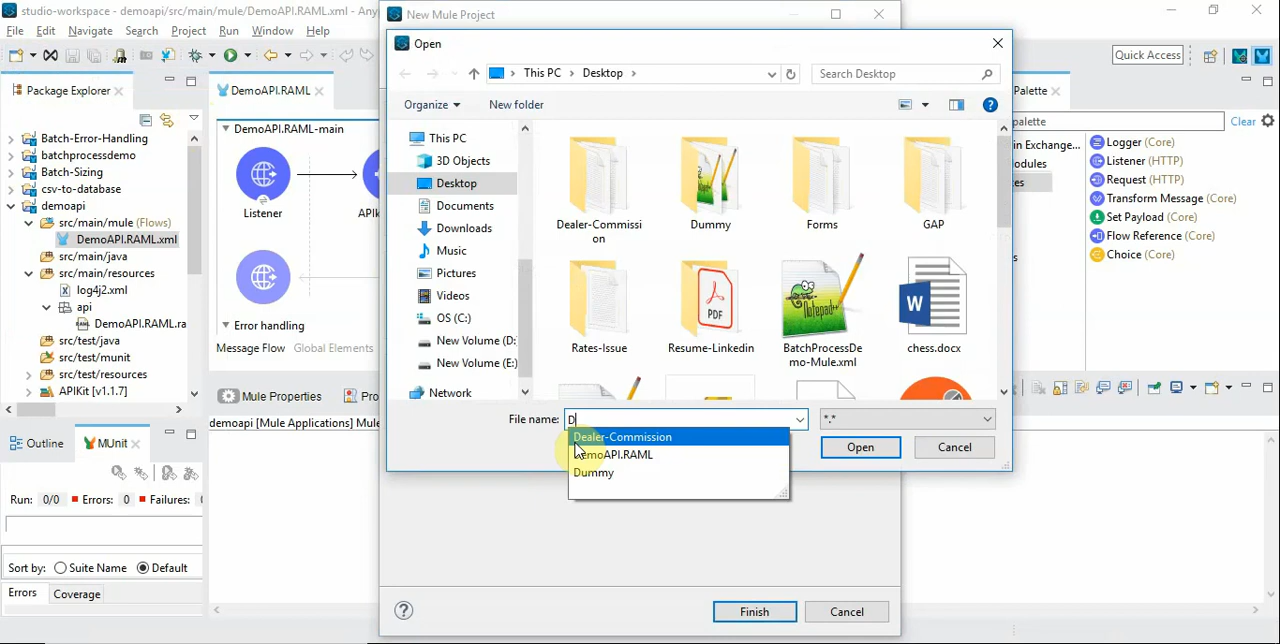 studio-workspace - demoapi/src/main/mule/DemoAPI.RAML.xml - Any
File Edit Navigate Search Project Run Window Help
Quick Access
Package Explorer
Batch-Error-Handling
batchprocessdemo
Batch-Sizing
csv-to-database
demoapi
src/main/mule (Flows)
DemoAPI.RAML.xml
src/main/java
src/main/resources
log4j2.xml
api
DemoAPI.RAML.ra
src/test/java
src/test/munit
src/test/resources
APIKit [v1.1.7]
Outline
MUnit
Run: 0/0 Errors: 0 Failures:
Sort by: Suite Name Default
Errors Coverage
DemoAPI.RAML
DemoAPI.RAML-main
Listener
APIk
Error handling
Message Flow Global Elements
Mule Properties
Pro
demoapi [Mule Applications] Mule
New Mule Project
Open
This PC > Desktop >
Search Desktop
Organize
New folder
This PC
3D Objects
Desktop
Documents
Downloads
Music
Pictures
Videos
OS (C:)
New Volume (D:
New Volume (E:)
Network
Dealer-Commissi
on
Dummy
Forms
GAP
Rates-Issue
Resume-Linkedin
PDF
Notepad++
BatchProcessDe
mo-Mule.xml
W
chess.docx
File name: D
*.*
Dealer-Commission
DemoAPI.RAML
Dummy
Open
Cancel
Finish
Cancel
Palette
palette
Clear
in Exchange...
odules
es
s
Logger (Core)
Listener (HTTP)
Request (HTTP)
Transform Message (Core)
Set Payload (Core)
Flow Reference (Core)
Choice (Core)